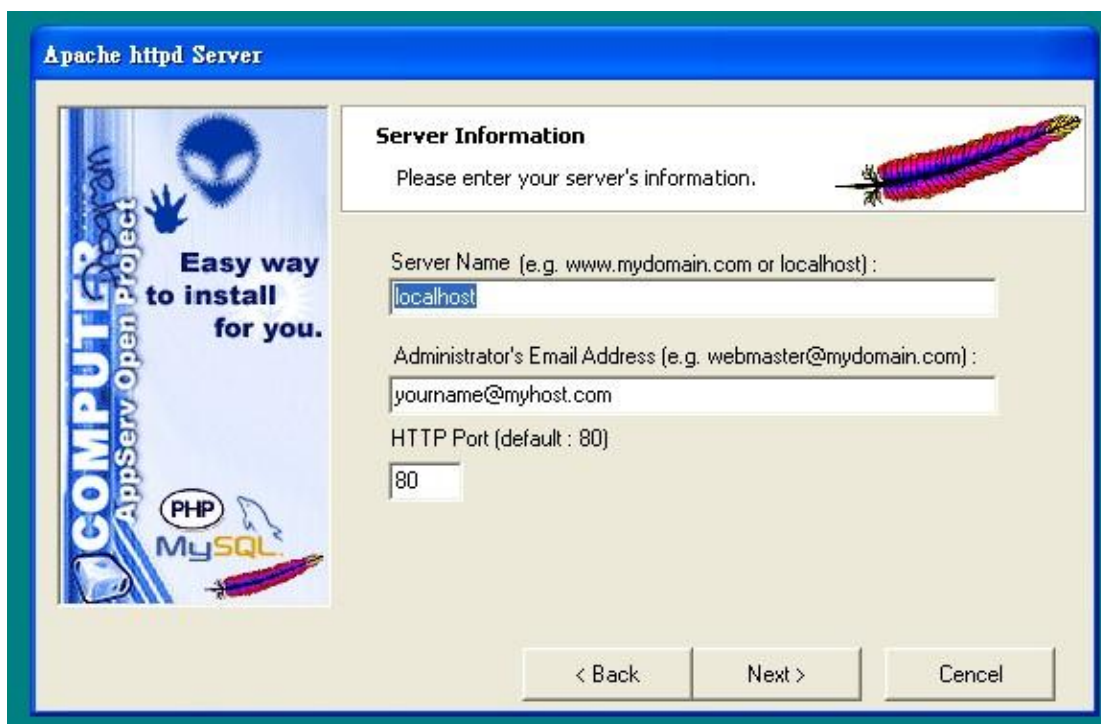 Apache httpd Server
COMPUTER
Program
AppServ Open Project
Easy way
to install
for you.
PHP
MySQL
Server Information
Please enter your server's information.
Server Name (e.g. www.mydomain.com or localhost) :
localhost
Administrator's Email Address (e.g. webmaster@mydomain.com) :
yourname@myhost.com
HTTP Port (default : 80)
80
< Back
Next >
Cencel